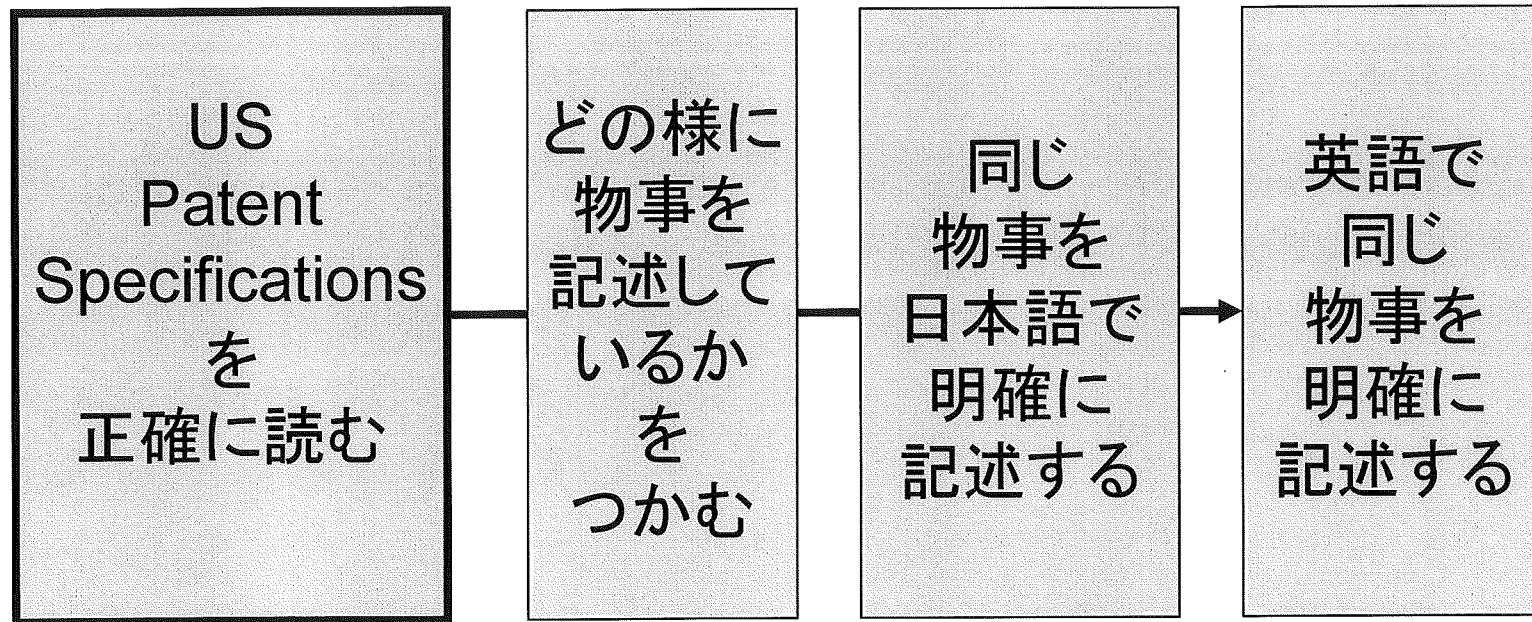 US
Patent
Specifications
を
正確に読む
どの様に
物事を
記述して
いるか
を
つかむ
同じ
物事を
日本語で
明確に
記述する
英語で
同じ
物事を
明確に
記述する